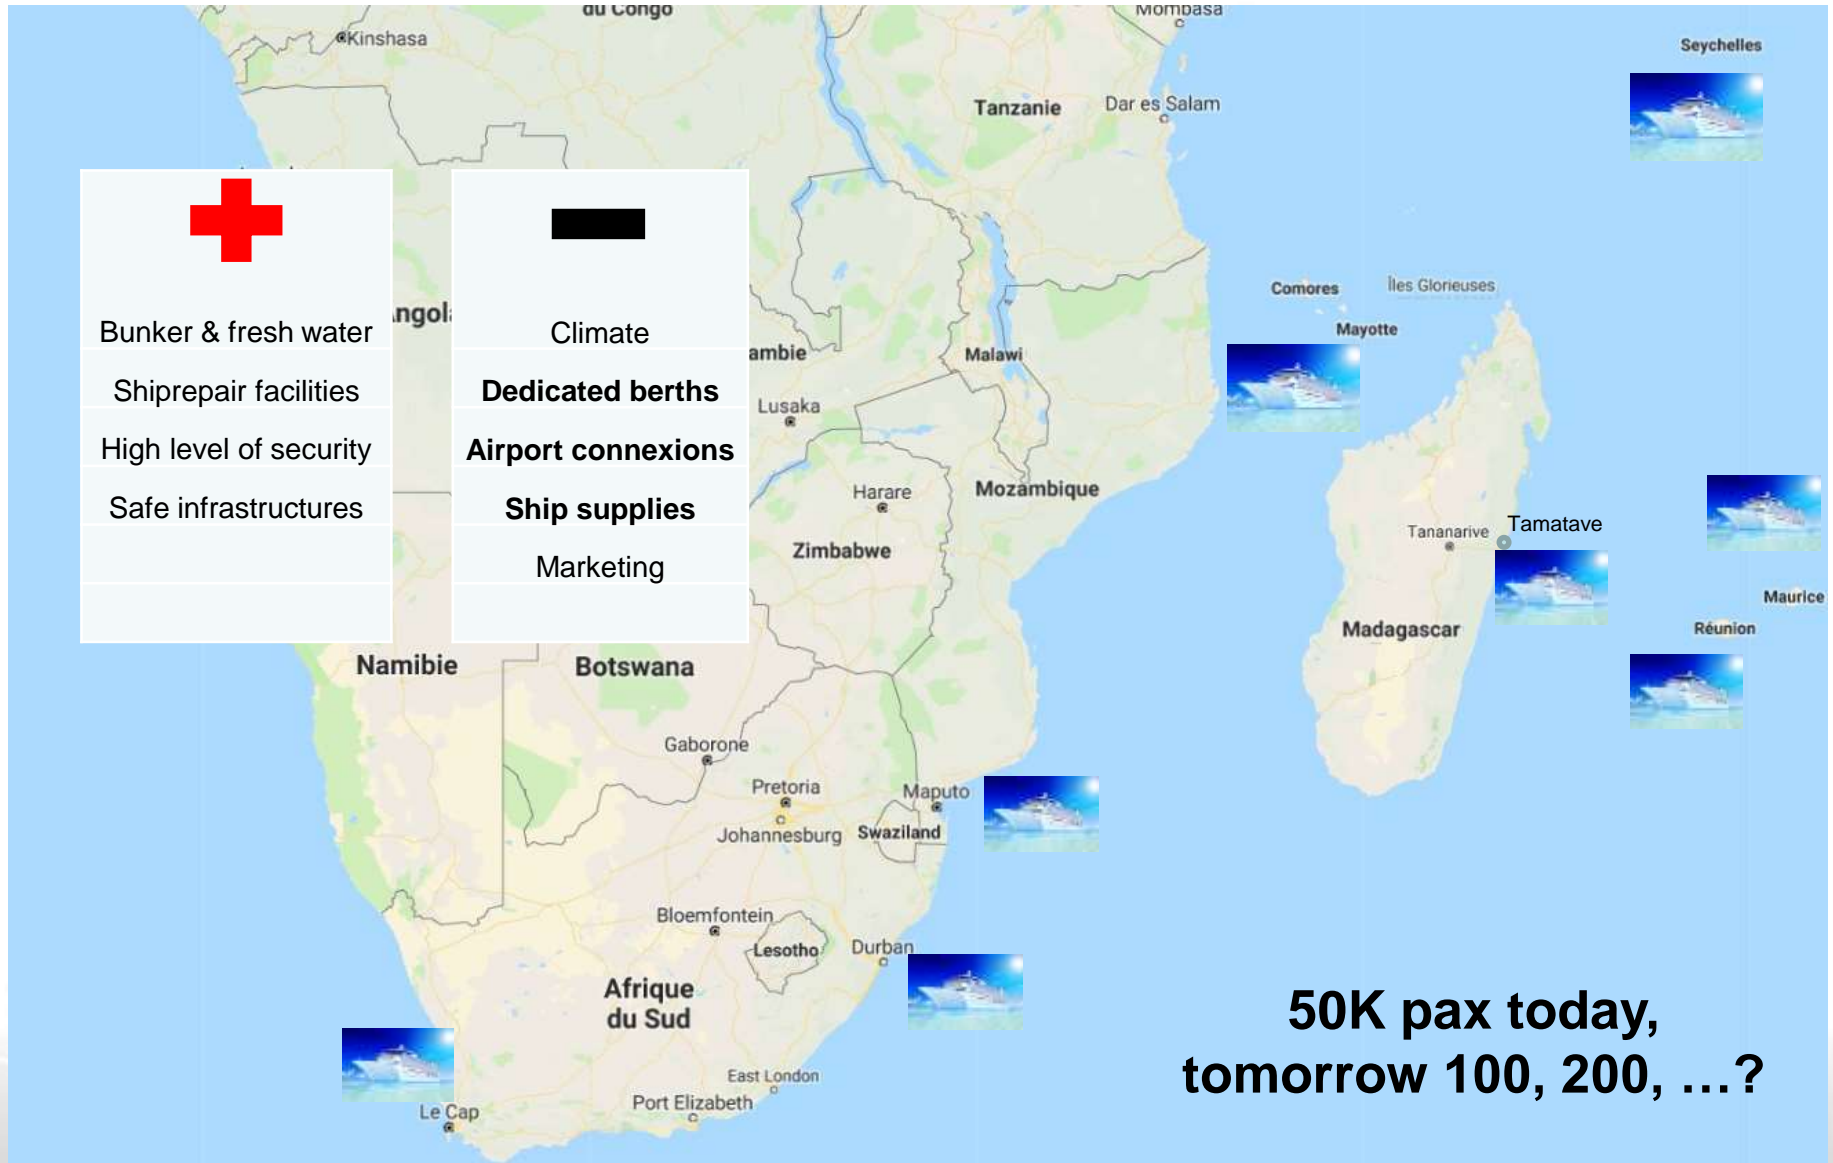 du Congo
Mombasa
Kinshasa
Seychelles
Tanzanie
Dar es Salam
Bunker & fresh water
Shiprepair facilities
High level of security
Safe infrastructures
Climate
Dedicated berths
Airport connexions
Ship supplies
Marketing
Comores
Îles Glorieuses
Mayotte
Malawi
Lusaka
Harare
Mozambique
Zimbabwe
Tananarive
Tamatave
Maurice
Madagascar
Réunion
Namibie
Botswana
Gaborone
Pretoria
Maputo
Johannesburg
Swaziland
Bloemfontein
Lesotho
Durban
Afrique
du Sud
East London
Port Elizabeth
Le Cap
50K pax today,
tomorrow 100, 200, …?